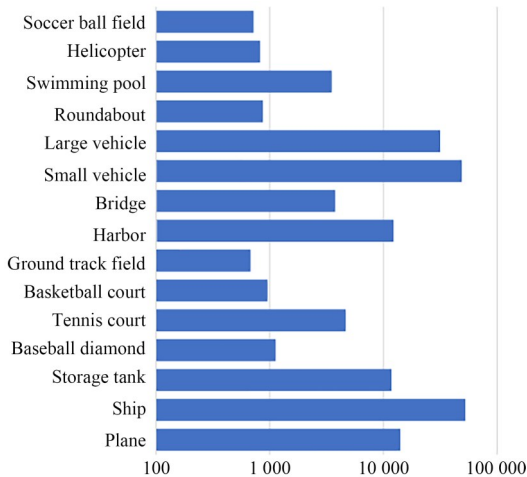 Soccer ball field
Helicopter
Swimming pool
Roundabout
Large vehicle
Small vehicle
Bridge
Harbor
Ground track field
Basketball court
Tennis court
Baseball diamond
Storage tank
Ship
Plane
100 1 000 10 000 100 000